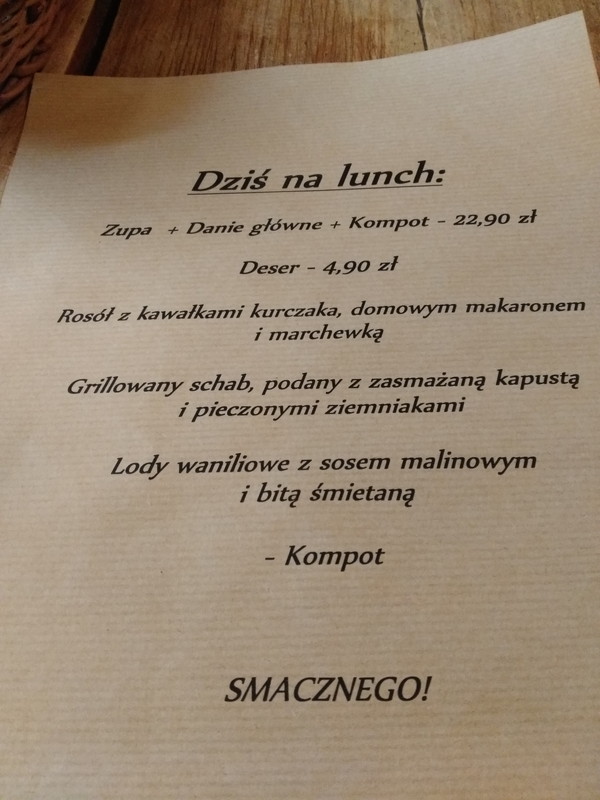 Dziś na lunch:
Zupa + Danie główne + Kompot - 22,90 zł
Deser - 4,90 zł
Rosół z kawałkami kurczaka, domowym makaronem
i marchewką
Grillowany schab, podany z zasmażaną kapustą
i pieczonymi ziemniakami
Lody waniliowe z sosem malinowym
i bitą śmietaną
- Kompot
SMACZNEGO!